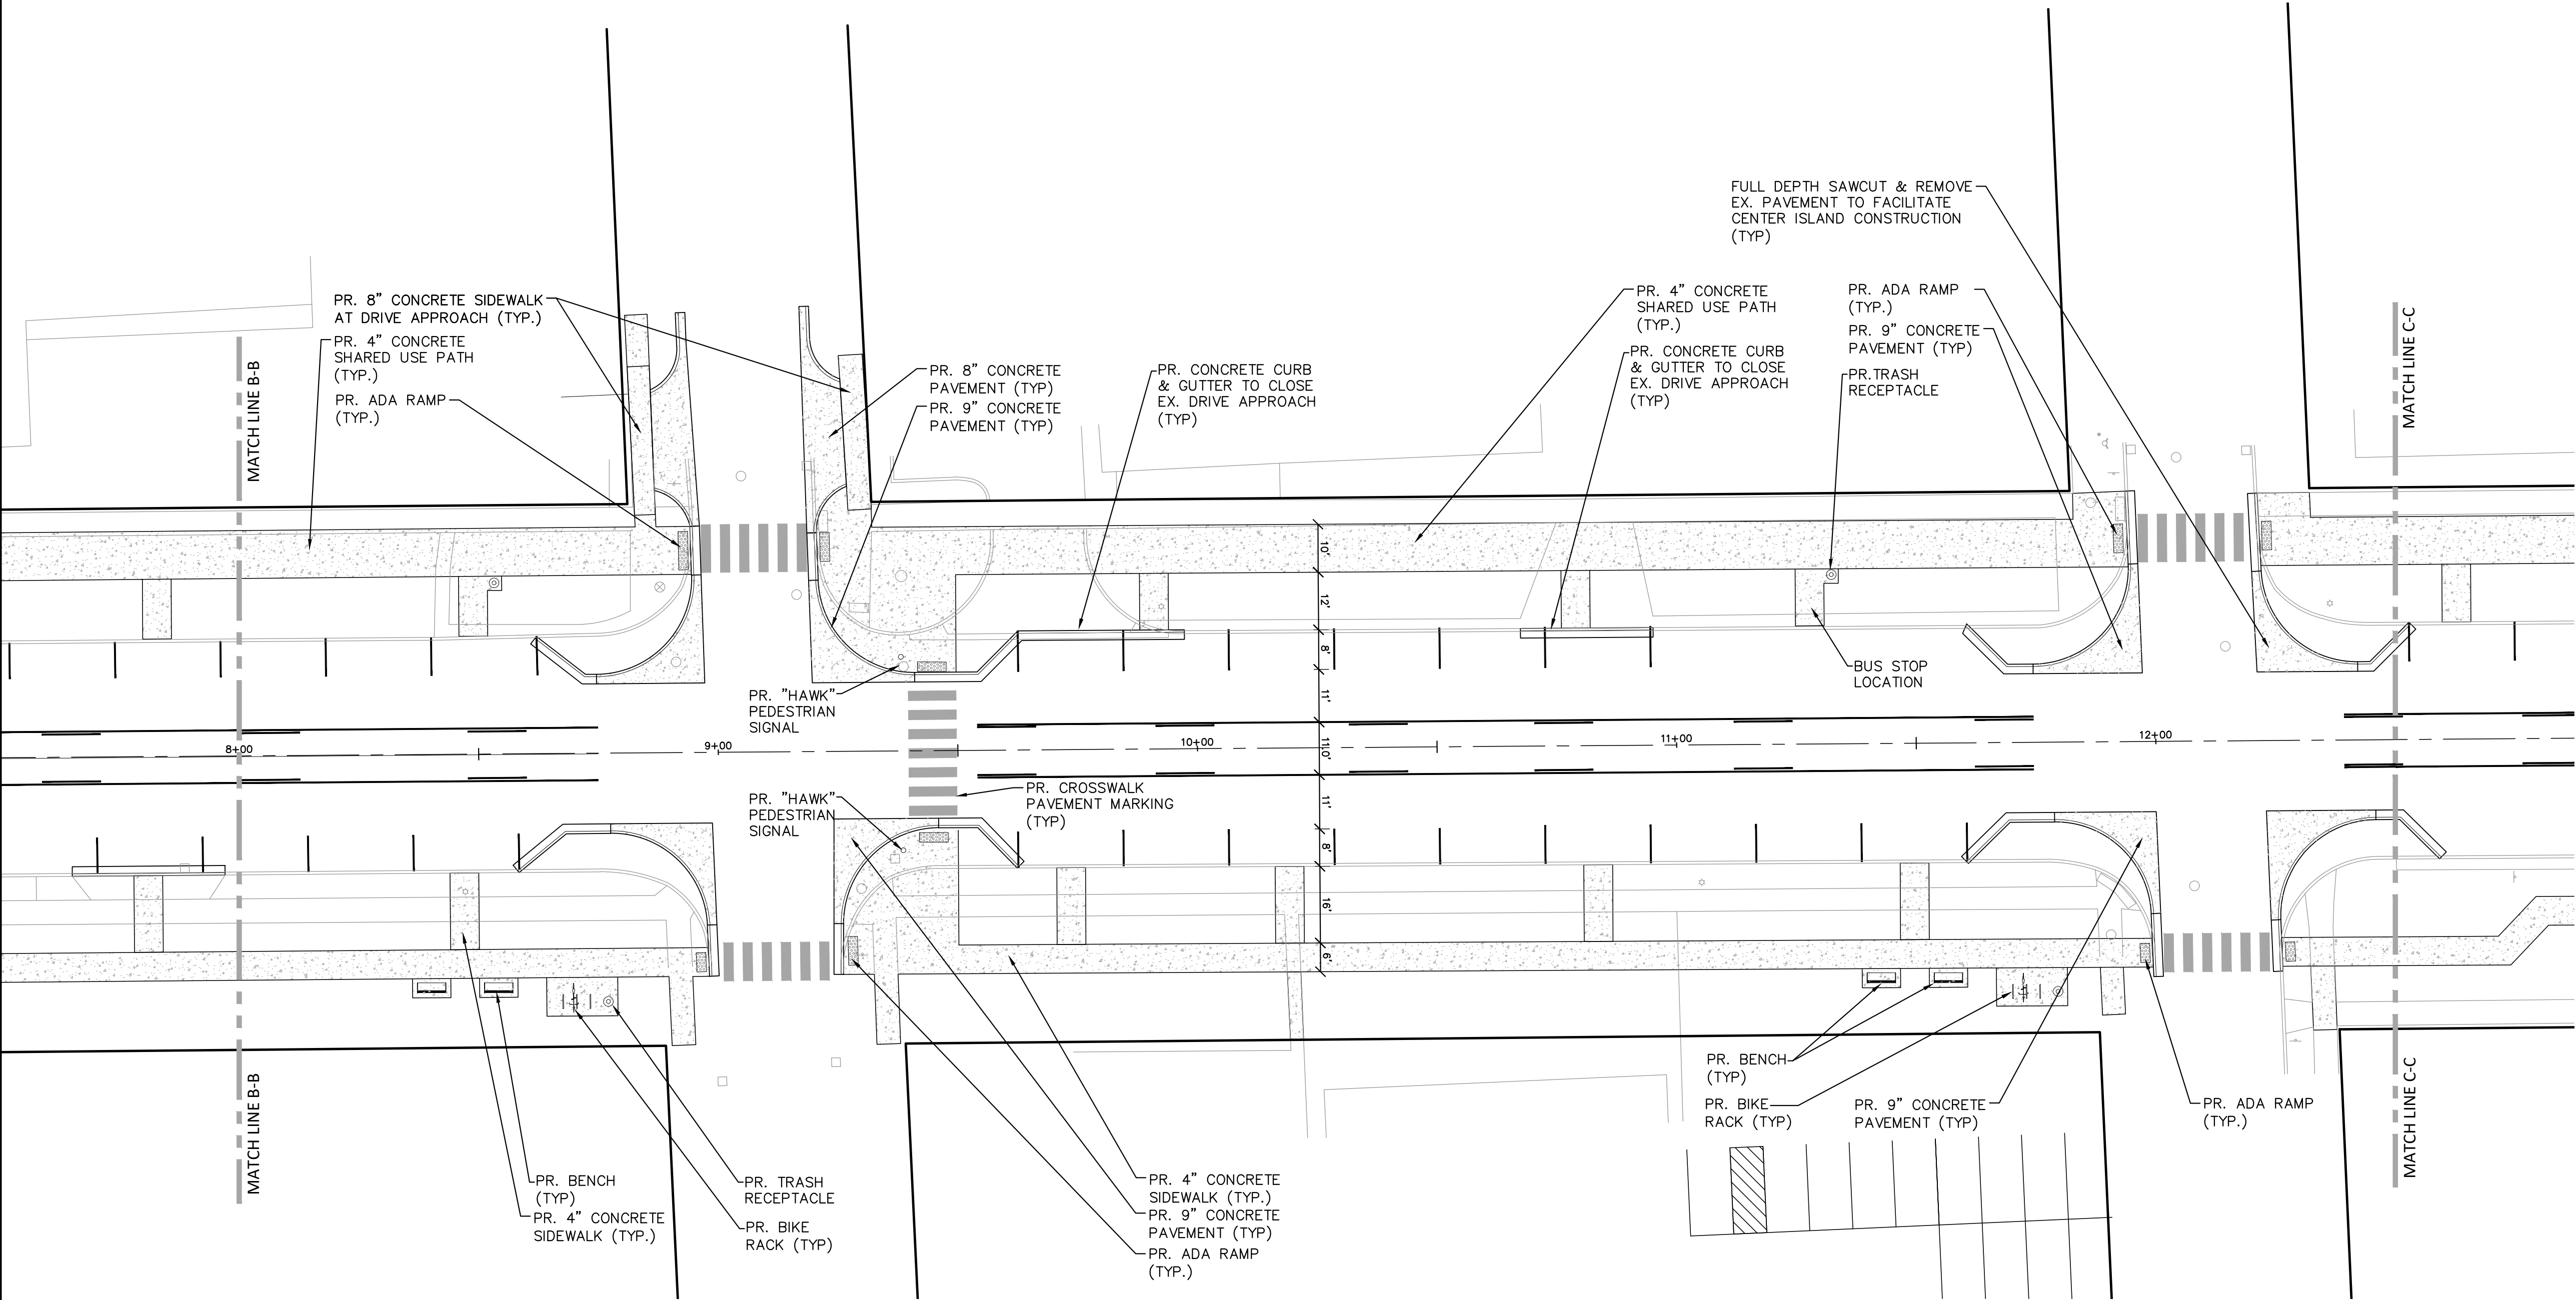 FULL DEPTH SAWCUT & REMOVE
EX. PAVEMENT TO FACILITATE
CENTER ISLAND CONSTRUCTION
(TYP)
PR. 8" CONCRETE SIDEWALK
AT DRIVE APPROACH (TYP.)
PR. 4" CONCRETE
SHARED USE PATH
(TYP.)
PR. ADA RAMP
(TYP.)
MATCH LINE B-B
PR. 8" CONCRETE
PAVEMENT (TYP)
PR. 9" CONCRETE
PAVEMENT (TYP)
PR. CONCRETE CURB
& GUTTER TO CLOSE
EX. DRIVE APPROACH
(TYP)
PR. 4" CONCRETE
SHARED USE PATH
(TYP.)
PR. CONCRETE CURB
& GUTTER TO CLOSE
EX. DRIVE APPROACH
(TYP)
PR. ADA RAMP
(TYP.)
PR. 9" CONCRETE
PAVEMENT (TYP)
PR.TRASH
RECEPTACLE
MATCH LINE C-C
10'
12'
8'
11'
11.0'
11'
8'
16'
6'
BUS STOP
LOCATION
PR. "HAWK"
PEDESTRIAN
SIGNAL
8+00
9+00
10+00
11+00
12+00
PR. "HAWK"
PEDESTRIAN
SIGNAL
PR. CROSSWALK
PAVEMENT MARKING
(TYP)
MATCH LINE B-B
PR. BENCH
(TYP)
PR. 4" CONCRETE
SIDEWALK (TYP.)
PR. TRASH
RECEPTACLE
PR. BIKE
RACK (TYP)
PR. 4" CONCRETE
SIDEWALK (TYP.)
PR. 9" CONCRETE
PAVEMENT (TYP)
PR. ADA RAMP
(TYP.)
PR. BENCH
(TYP)
PR. BIKE
RACK (TYP)
PR. 9" CONCRETE
PAVEMENT (TYP)
PR. ADA RAMP
(TYP.)
MATCH LINE C-C